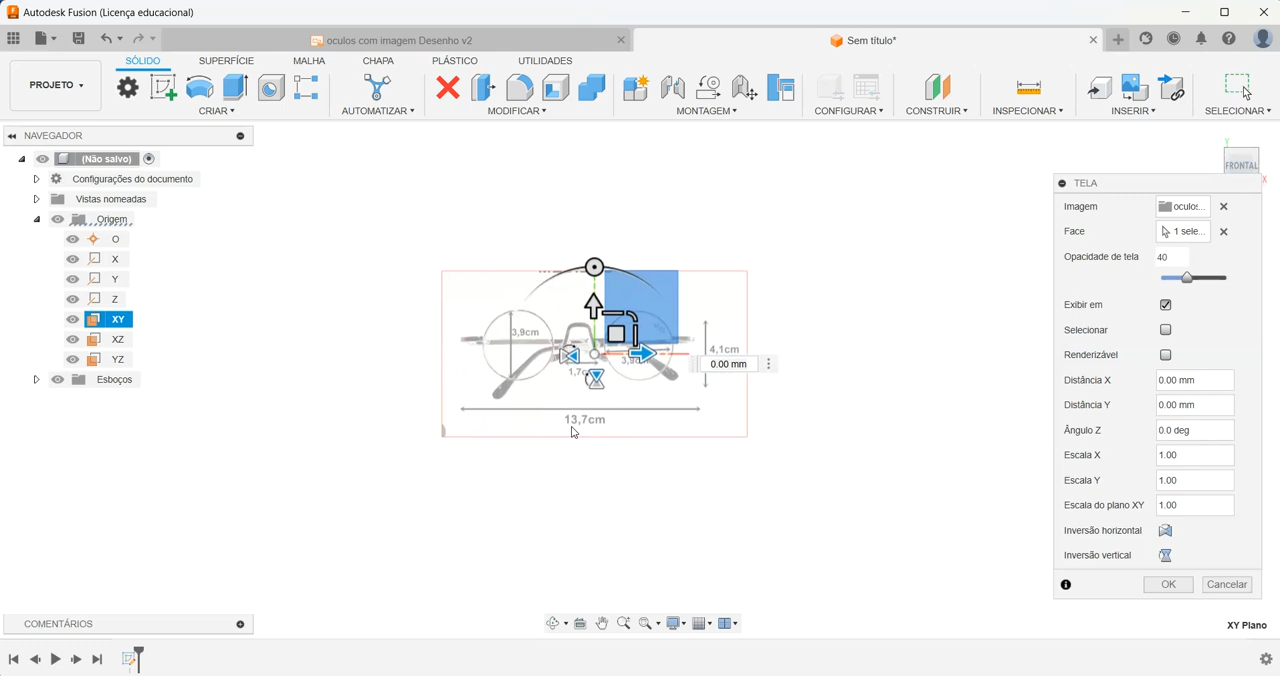 Autodesk Fusion (Licença educacional)
oculos com imagem Desenho v2
Sem título*
SÓLIDO SUPERFÍCIE MALHA CHAPA PLÁSTICO UTILIDADES
PROJETO
CRIAR AUTOMATIZAR MODIFICAR MONTAGEM CONFIGURAR CONSTRUIR INSPECIONAR INSERIR SELECIONAR
NAVEGADOR
(Não salvo)
Configurações do documento
Vistas nomeadas
Origem
O
X
Y
Z
XY
XZ
YZ
Esboços
Y
FRONTAL
X
3,9cm
4,1cm
1,7c
3,9c
0.00 mm
13,7cm
TELA
Imagem oculos...
Face 1 sele...
Opacidade de tela 40
Exibir em
Selecionar
Renderizável
Distância X 0.00 mm
Distância Y 0.00 mm
Ângulo Z 0.0 deg
Escala X 1.00
Escala Y 1.00
Escala do plano XY 1.00
Inversão horizontal
Inversão vertical
OK Cancelar
COMENTÁRIOS
XY Plano